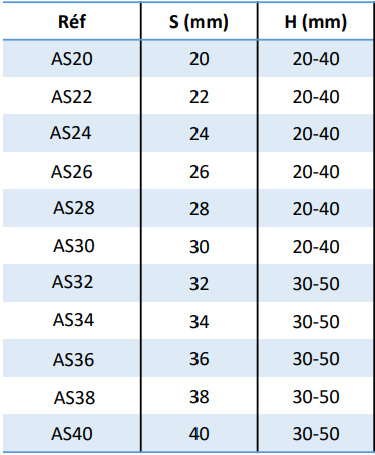 Réf S (mm) H (mm)
AS20 20 20-40
AS22 22 20-40
AS24 24 20-40
AS26 26 20-40
AS28 28 20-40
AS30 30 20-40
AS32 32 30-50
AS34 34 30-50
AS36 36 30-50
AS38 38 30-50
AS40 40 30-50